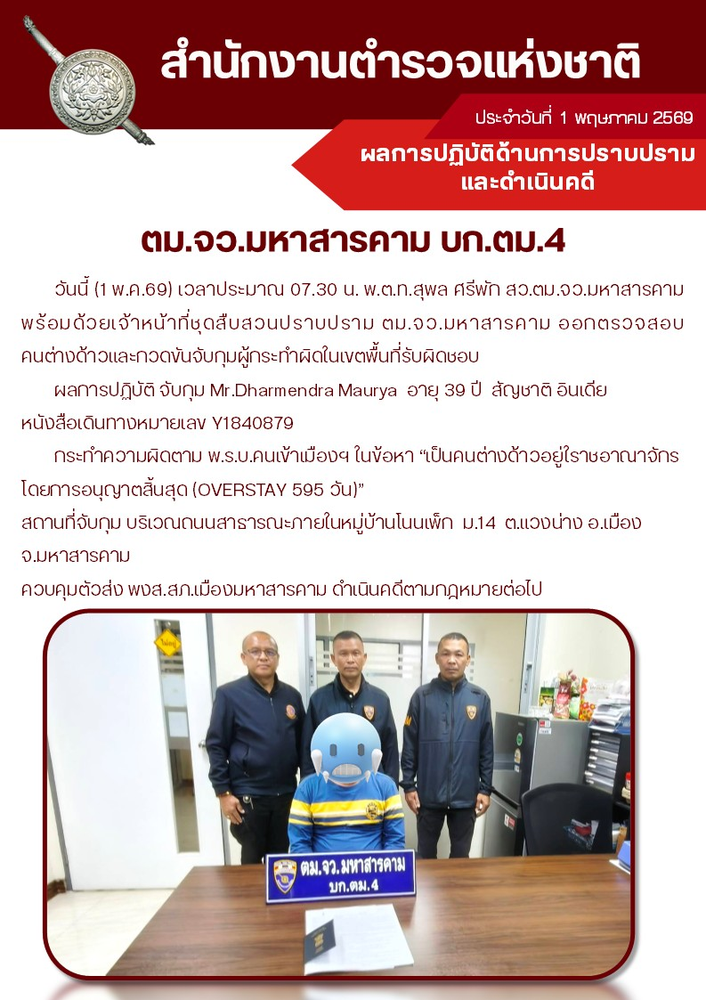 สำนักงานตำรวจแห่งชาติ
ประจำวันที่ 1 พฤษภาคม 2569
ผลการปฏิบัติด้านการปราบปราม
และดำเนินคดี
ตม.จว.มหาสารคาม บก.ตม.4
วันนี้ (1 พ.ค.69) เวลาประมาณ 07.30 น. พ.ต.ท.สุพล ศรีพัก สว.ตม.จว.มหาสารคาม
พร้อมด้วยเจ้าหน้าที่ชุดสืบสวนปราบปราม ตม.จว.มหาสารคาม ออกตรวจสอบ
คนต่างด้าวและกวดขันจับกุมผู้กระทำผิดในเขตพื้นที่รับผิดชอบ
ผลการปฏิบัติ จับกุม Mr.Dharmendra Maurya อายุ 39 ปี สัญชาติ อินเดีย
หนังสือเดินทางหมายเลข Y1840879
กระทำความผิดตาม พ.ร.บ.คนเข้าเมืองฯ ในข้อหา “เป็นคนต่างด้าวอยู่ใราชอาณาจักร
โดยการอนุญาตสิ้นสุด (OVERSTAY 595 วัน)”
สถานที่จับกุม บริเวณถนนสาธารณะภายในหมู่บ้านโนนเพ็ก ม.14 ต.แวงน่าง อ.เมือง
จ.มหาสารคาม
ควบคุมตัวส่ง พงส.สภ.เมืองมหาสารคาม ดำเนินคดีตามกฎหมายต่อไป
ตม.จว.มหาสารคาม
บก.ตม.4